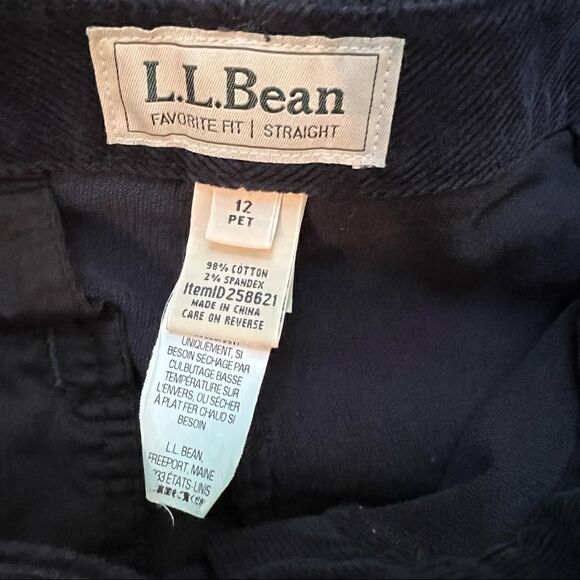 L.L.Bean
FAVORITE FIT | STRAIGHT
12
PET
98% COTTON
2% SPANDEX
ItemID258621
MADE IN CHINA
CARE ON REVERSE
UNIQUEMENT, SI
BESOIN SÉCHAGE PAR
CULBUTAGE BASSE
TEMPÉRATURE SUR
L'ENVERS, OU SÉCHER
À PLAT FER CHAUD SI
BESOIN
L.L. BEAN,
FREEPORT, MAINE
033 ÉTATS-UNIS